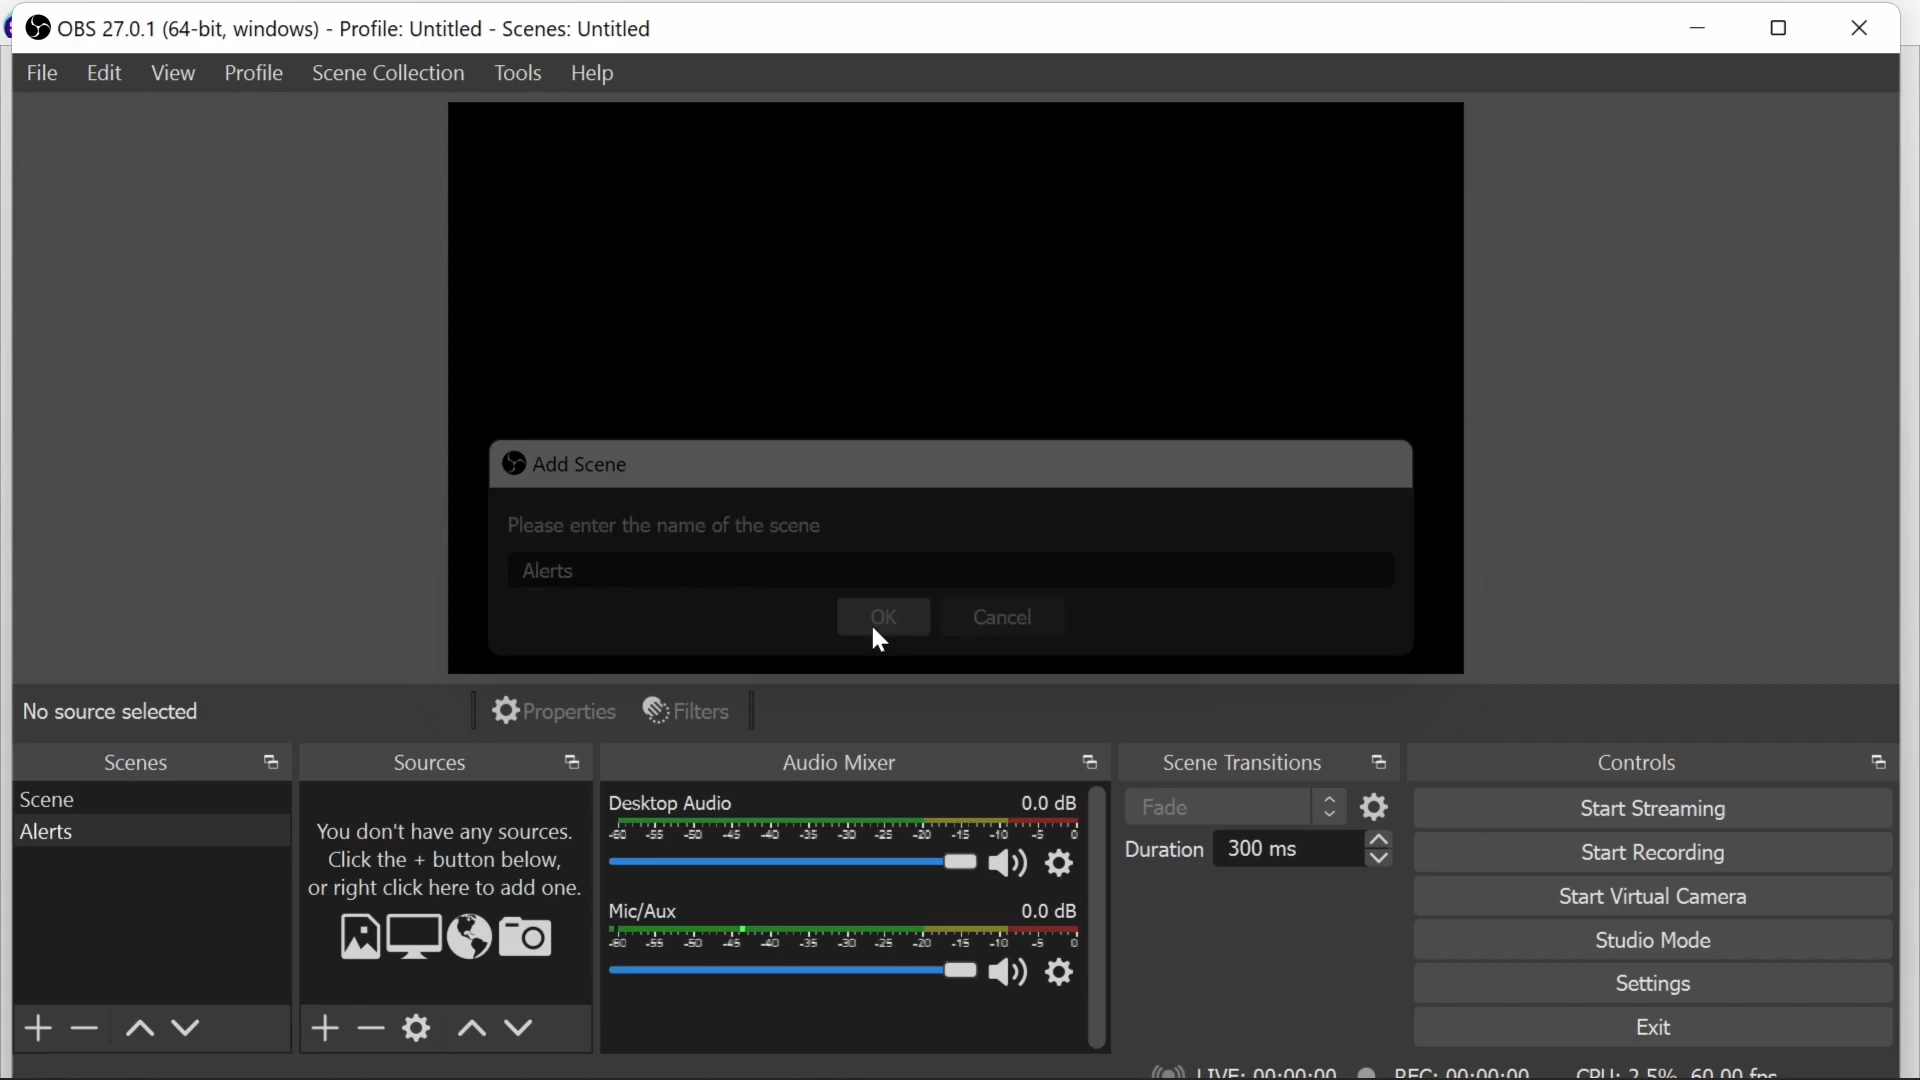 OBS 27.0.1 (64-bit, windows) - Profile: Untitled - Scenes: Untitled
File Edit View Profile Scene Collection Tools Help
Add Scene
Please enter the name of the scene
Alerts
OK Cancel
No source selected Properties Filters
Scenes
Scene
Alerts
Sources
You don't have any sources.
Click the + button below,
or right click here to add one.
Audio Mixer
Desktop Audio 0.0 dB
-60 -55 -50 -45 -40 -35 -30 -25 -20 -15 -10 -5 0
Mic/Aux 0.0 dB
-60 -55 -50 -45 -40 -35 -30 -25 -20 -15 -10 -5 0
Scene Transitions
Fade
Duration 300 ms
Controls
Start Streaming
Start Recording
Start Virtual Camera
Studio Mode
Settings
Exit
LIVE: 00:00:00 REC: 00:00:00 CPU: 2.5%, 60.00 fps